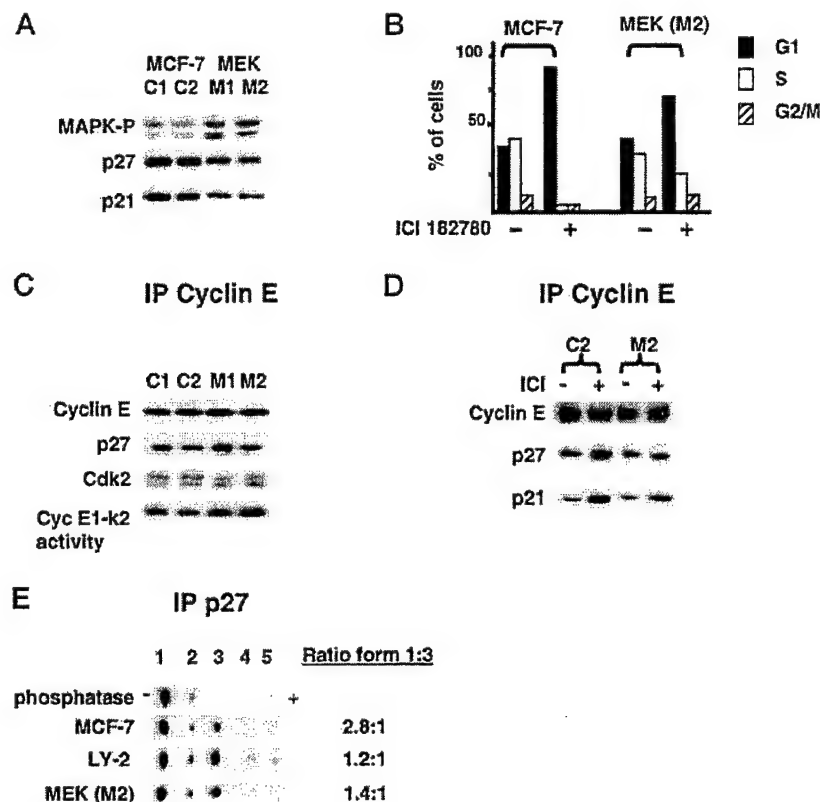 A
MCF-7 MEK
C1 C2 M1 M2
MAPK-P
p27
p21
B
MCF-7 MEK (M2)
100
50
% of cells
ICI 182780 - + - +
G1
S
G2/M
C IP Cyclin E
C1 C2 M1 M2
Cyclin E
p27
Cdk2
Cyc E1-k2
activity
D IP Cyclin E
C2 M2
ICI - + - +
Cyclin E
p27
p21
E IP p27
1 2 3 4 5 Ratio form 1:3
phosphatase - +
MCF-7 2.8:1
LY-2 1.2:1
MEK (M2) 1.4:1